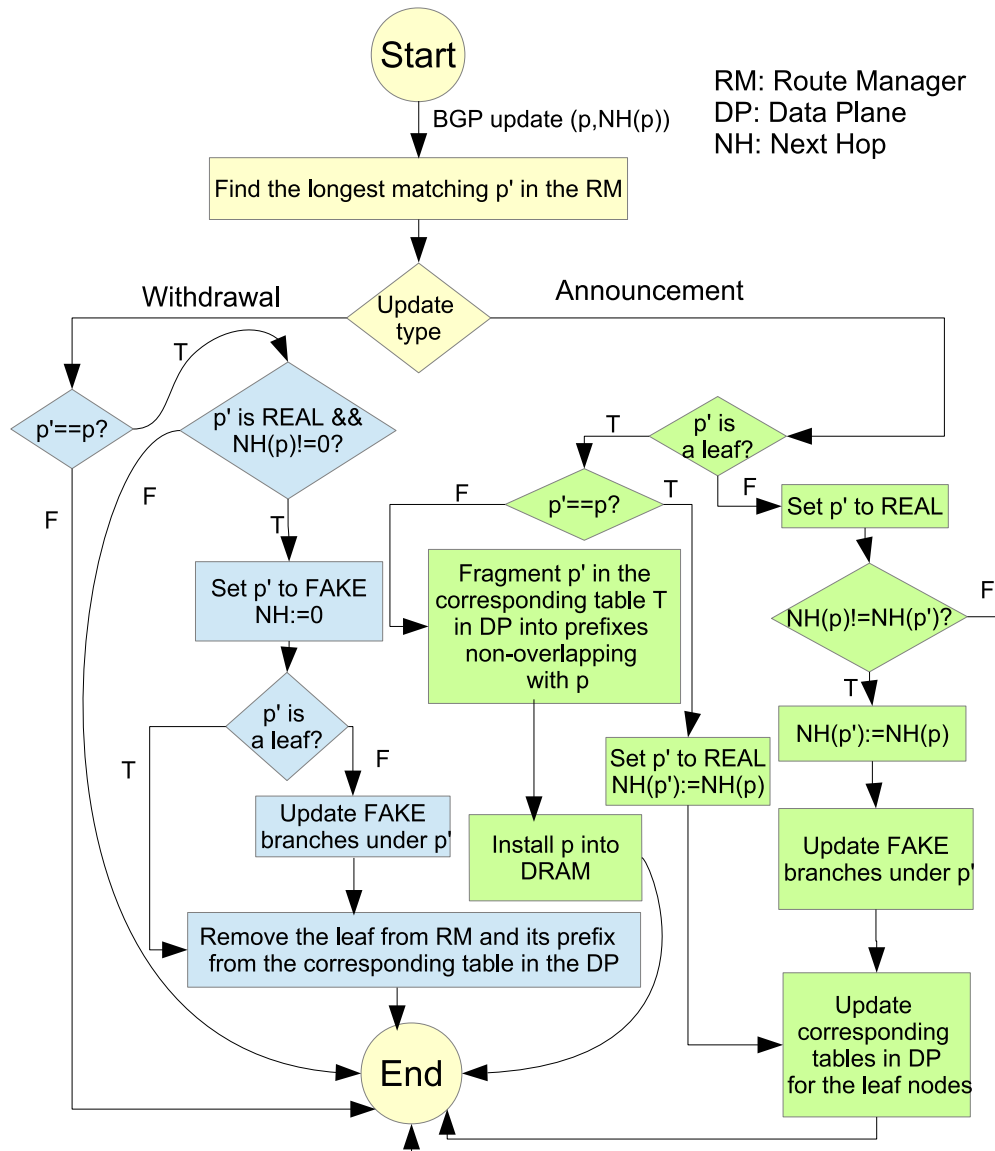 Start
RM: Route Manager
DP: Data Plane
NH: Next Hop
BGP update (p,NH(p))
Find the longest matching p' in the RM
Update
type
Withdrawal
Announcement
p'==p?
T
F
p' is REAL &&
NH(p)!=0?
F
T
Set p' to FAKE
NH:=0
p' is
a leaf?
T
F
Update FAKE
branches under p'
Remove the leaf from RM and its prefix
from the corresponding table in the DP
p' is
a leaf?
T
F
p'==p?
F
T
Fragment p' in the
corresponding table T
in DP into prefixes
non-overlapping
with p
Install p into
DRAM
Set p' to REAL
NH(p'):=NH(p)
Set p' to REAL
NH(p)!=NH(p')?
F
T
NH(p'):=NH(p)
Update FAKE
branches under p'
Update
corresponding
tables in DP
for the leaf nodes
End